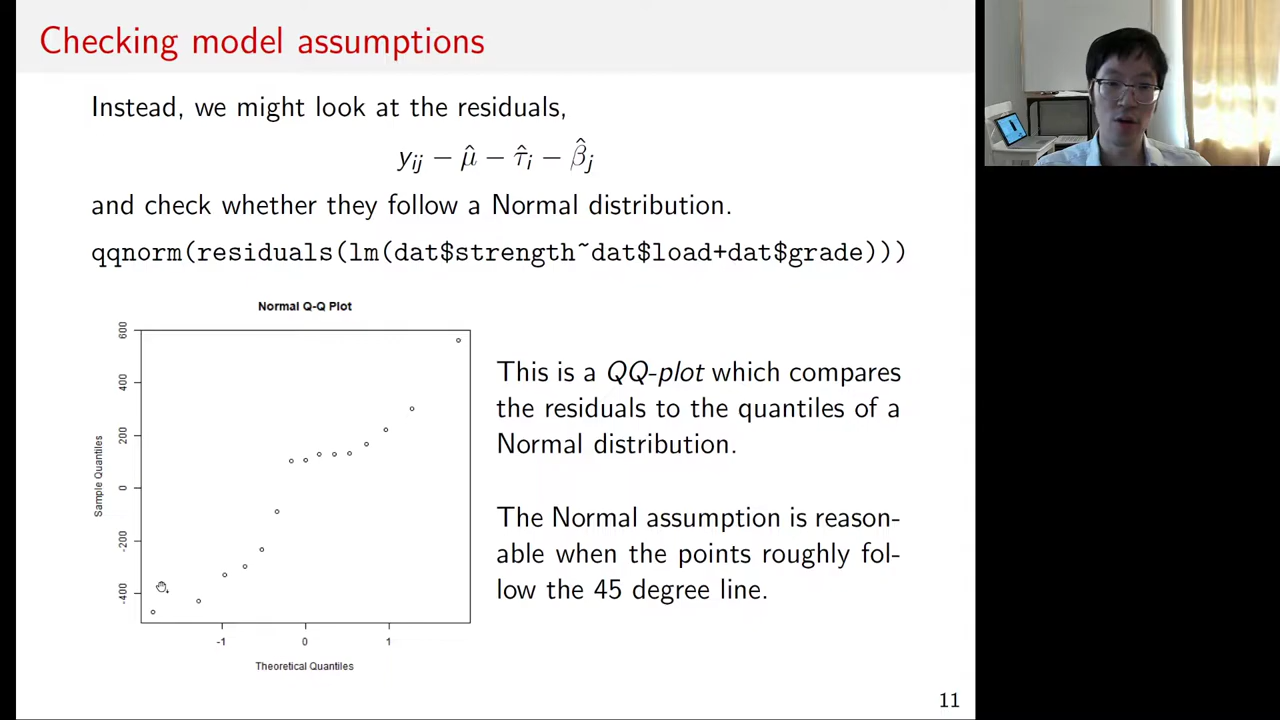 Checking model assumptions
Instead, we might look at the residuals,
y_ij − μ̂ − τ̂_i − β̂_j
and check whether they follow a Normal distribution.
qqnorm(residuals(lm(dat$strength~dat$load+dat$grade)))
Normal Q-Q Plot
600
400
200
0
-200
-400
Sample Quantiles
-1
0
1
Theoretical Quantiles
This is a QQ-plot which compares
the residuals to the quantiles of a
Normal distribution.
The Normal assumption is reason-
able when the points roughly fol-
low the 45 degree line.
11